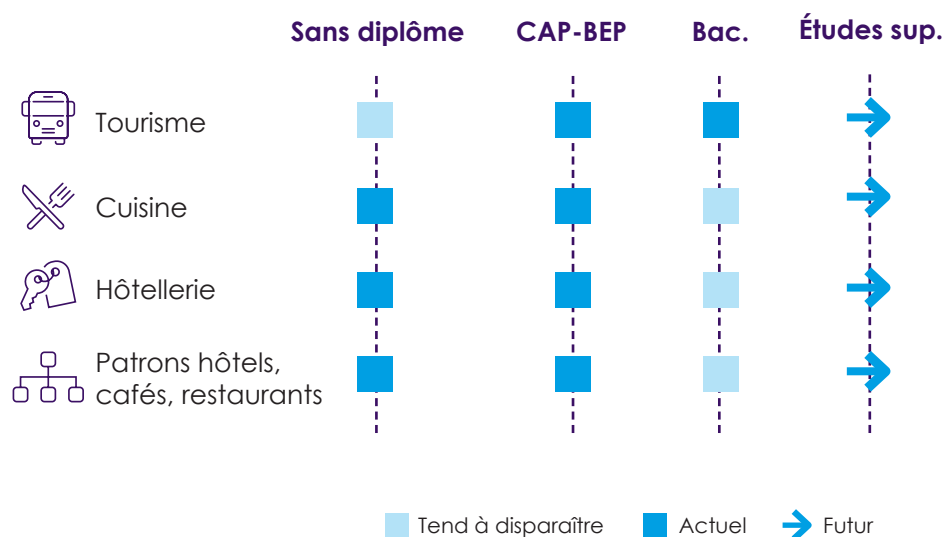 Sans diplôme CAP-BEP Bac. Études sup.
Tourisme
Cuisine
Hôtellerie
Patrons hôtels,
cafés, restaurants
Tend à disparaître Actuel Futur